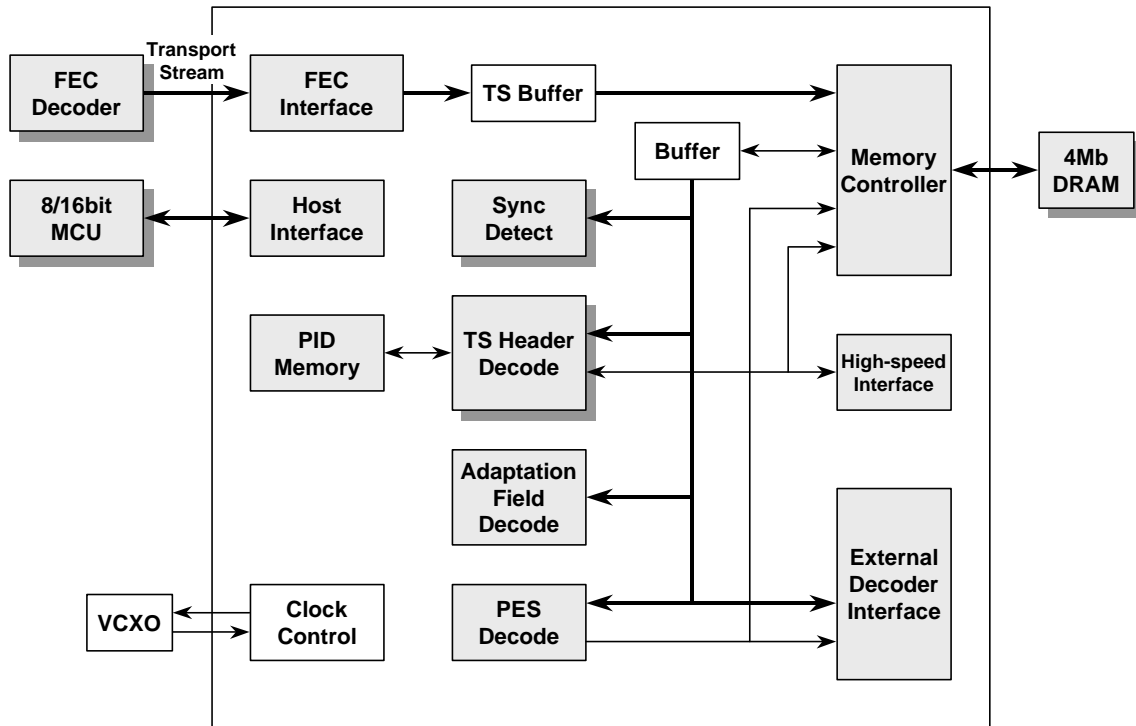 Transport
Stream
FEC
Decoder
FEC
Interface
TS Buffer
Buffer
Memory
Controller
4Mb
DRAM
8/16bit
MCU
Host
Interface
Sync
Detect
PID
Memory
TS Header
Decode
High-speed
Interface
Adaptation
Field
Decode
External
Decoder
Interface
VCXO
Clock
Control
PES
Decode